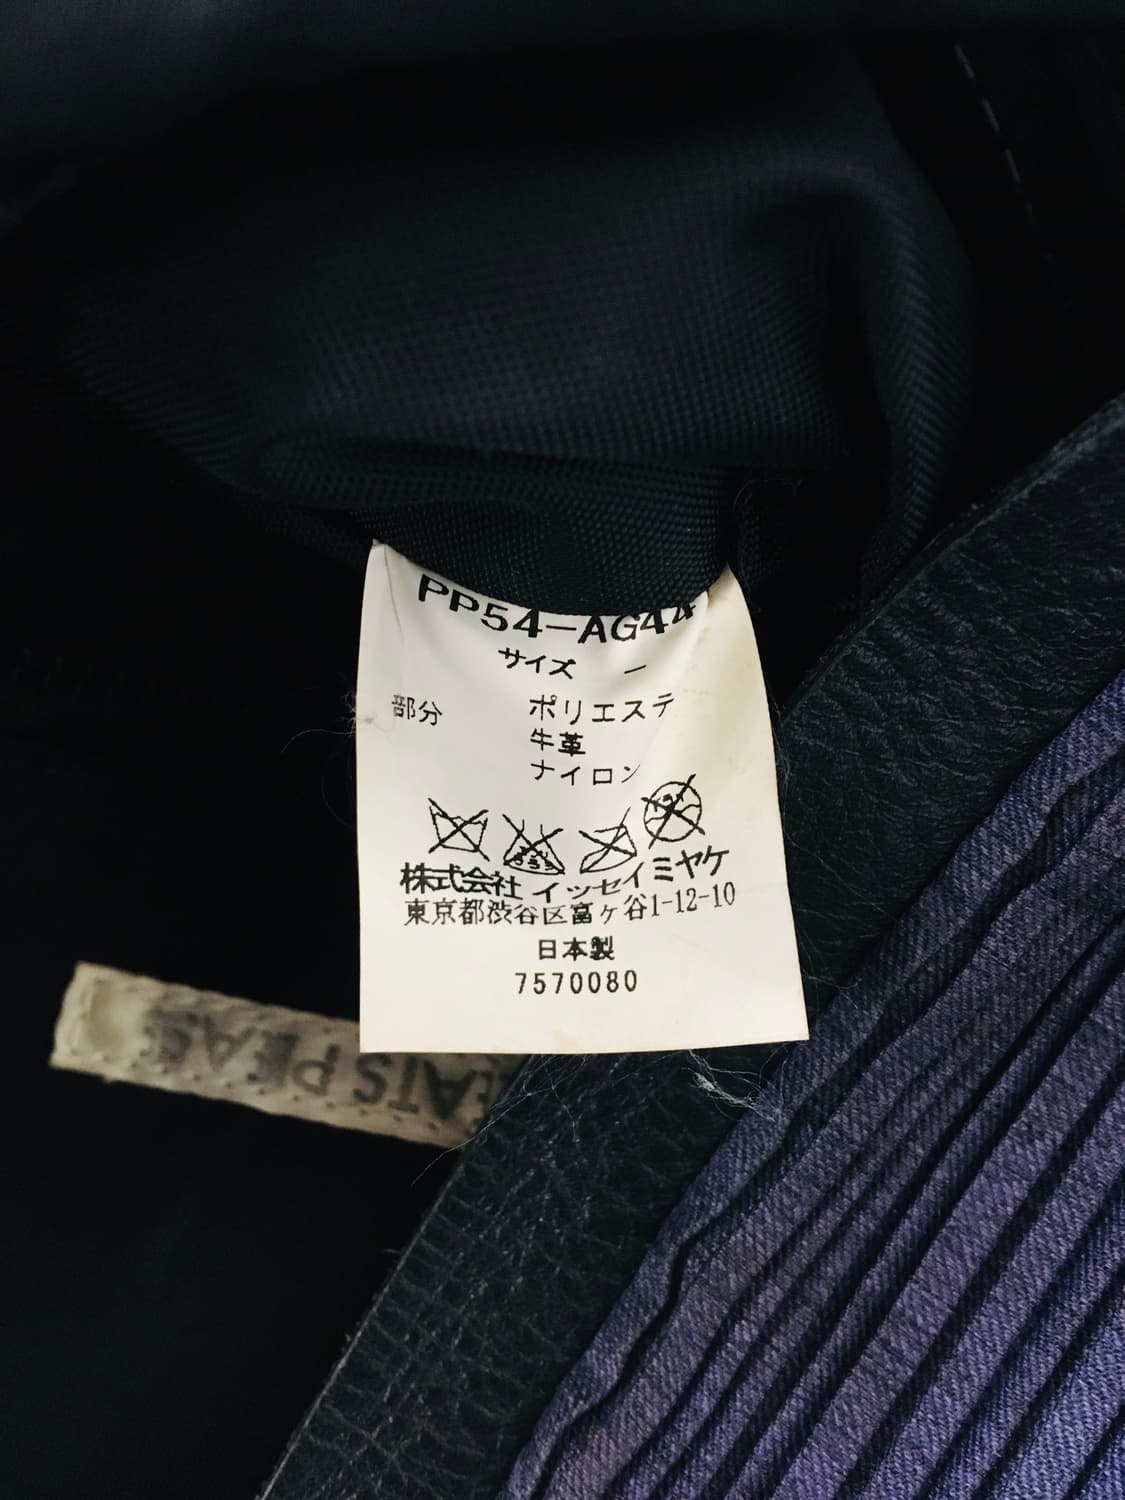 PP54-AG44
サイズ －
部分 ポリエステ
牛革
ナイロン
株式会社 イッセイミヤケ
東京都渋谷区富ヶ谷1-12-10
日本製
7570080
EATS PLEAS